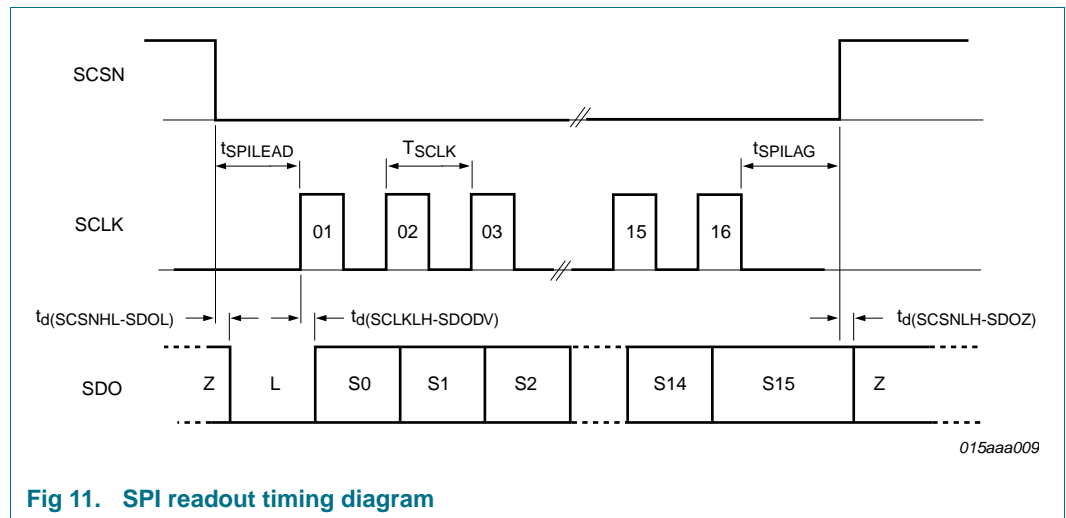 SCSN
tSPILEAD
TSCLK
tSPILAG
SCLK
01 02 03 15 16
td(SCSNHL-SDOL)
td(SCLKLH-SDODV)
td(SCSNLH-SDOZ)
SDO
Z L S0 S1 S2 S14 S15 Z
015aaa009
Fig 11. SPI readout timing diagram